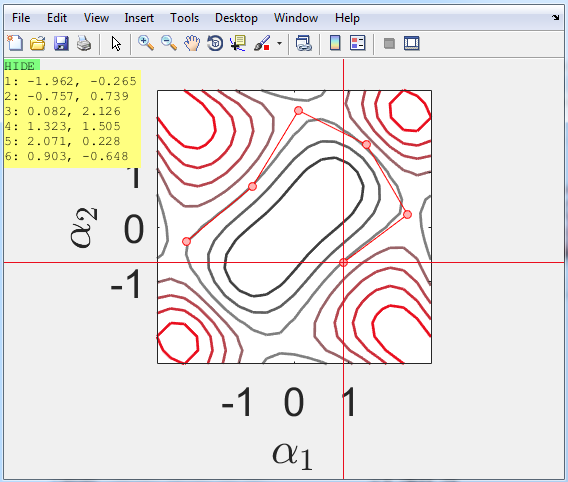 File Edit View Insert Tools Desktop Window Help
HIDE
1: -1.962, -0.265
2: -0.757, 0.739
3: 0.082, 2.126
4: 1.323, 1.505
5: 2.071, 0.228
6: 0.903, -0.648
1
0
-1
α2
-1 0 1
α1